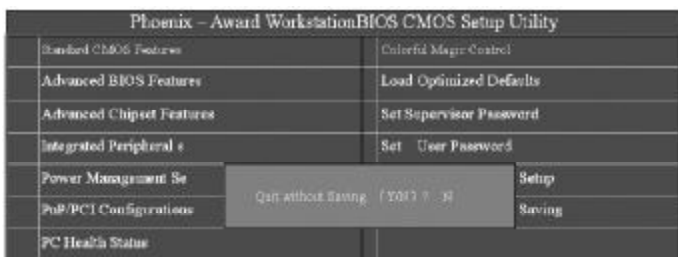 Phoenix – Award WorkstationBIOS CMOS Setup Utility
Standard CMOS Features
Colorful Magic Control
Advanced BIOS Features
Load Optimized Defaults
Advanced Chipset Features
Set Supervisor Password
Integrated Peripheral s
Set User Password
Power Management Se
Setup
Quit without Saving (Y/N) ? N
PnP/PCI Configurations
Saving
PC Health Status